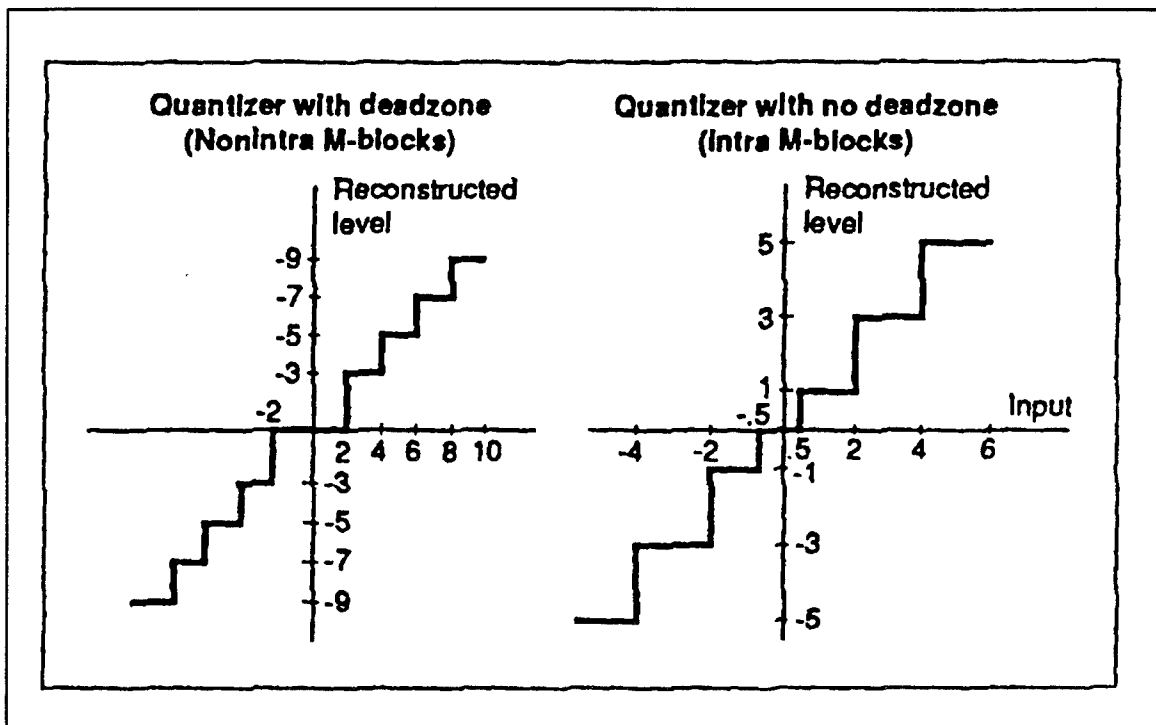 Quantizer with deadzone
(Nonintra M-blocks)
Reconstructed
level
-9
-7
-5
-3
-2
2 4 6 8 10
-3
-5
-7
-9
Quantizer with no deadzone
(Intra M-blocks)
Reconstructed
level
5
3
1
-.5
Input
-4 -2 .5 2 4 6
-1
-3
-5